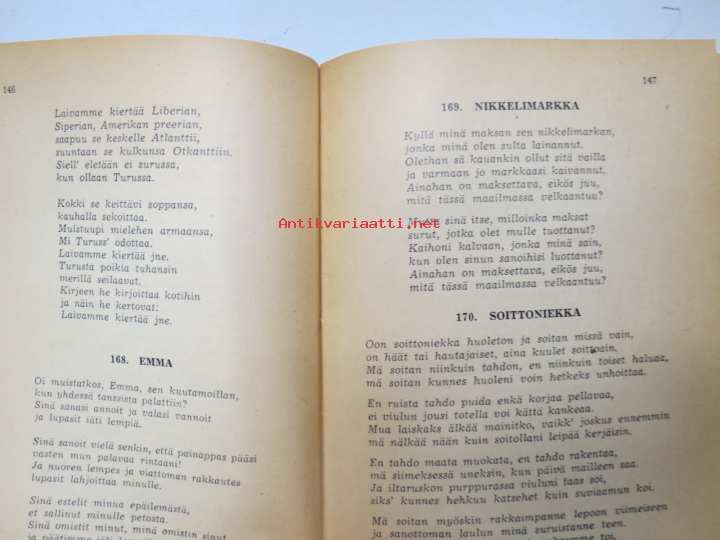 146
Laivamme kiertää Liberian,
Siperian, Amerikan preerian,
saapuu se keskelle Atlanttii,
suuntaan se kulkunsa Otkanttiin.
Siell' eletään ei surussa,
kun ollaan Turussa.
Kokki se keittävi soppansa,
kauhalla sekoittaa.
Muistuupi mielehen armaansa,
Mi Turuss' odottaa.
Laivamme kiertää jne.
Turusta poikia tuhansin
merillä seilaavat.
Kirjeen he kirjoittaa kotihin
ja näin he kertovat:
Laivamme kiertää jne.
168. EMMA
Oi muistatkos, Emma, sen kuutamoillan,
kun yhdessä tanssista palattiin?
Sinä sanasi annoit ja valasi vannoit
ja lupasit iäti lempiä.
Sinä sanoit vielä senkin, että painappas pääsi
vasten mun palavaa rintaani!
Ja nuoren lempes ja viattoman rakkautes
lupasit lahjoittaa minulle.
Sinä estelit minua epäilemästä,
et sallinut minulle petosta.
Sinä omistit minut, minä omistin sinut
147
169. NIKKELIMARKKA
Kyllä minä maksan sen nikkelimarkan,
jonka minä olen sulta lainannut.
Olethan sä kauankin ollut sitä vailla
ja varmaan jo markkaasi kaivannut.
Ainahan on maksettava, eikös juu,
mitä tässä maailmassa velkaantuu?
Mutta sinä itse, milloinka maksat
surut, jotka olet mulle tuottanut?
Kaihoni kalvaan, jonka minä sain,
kun olen sinun sanoihisi luottanut?
Ainahan on maksettava, eikös juu,
mitä tässä maailmassa velkaantuu?
170. SOITTONIEKKA
Oon soittoniekka huoleton ja soitan missä vain,
on häät tai hautajaiset, aina kuulet soittoain.
Mä soitan niinkuin tahdon, en niinkuin toiset haluaa,
mä soitan kunnes huoleni voin hetkeks unhoittaa.
En ruista tahdo puida enkä korjaa pellavaa,
ei viulun jousi totella voi kättä kankeaa.
Mua laiskaks älkää mainitko, vaikk' joskus ennemmin
mä nälkää nään kuin soitollani leipää kerjäisin.
En tahdo maata muokata, en tahdo rakentaa,
mä siimeksessä uneksin, kun päivä mailleen saa.
Ja iltaruskon purppurassa viuluni taas soi,
siks' kunnes hehkuu katsehet kuin suviaamun koi.
Mä soitan myöskin rakkaimpanne lepoon viimeiseen
ja sanottoman laulun minä suruistanne teen.
Antikvariaatti.net